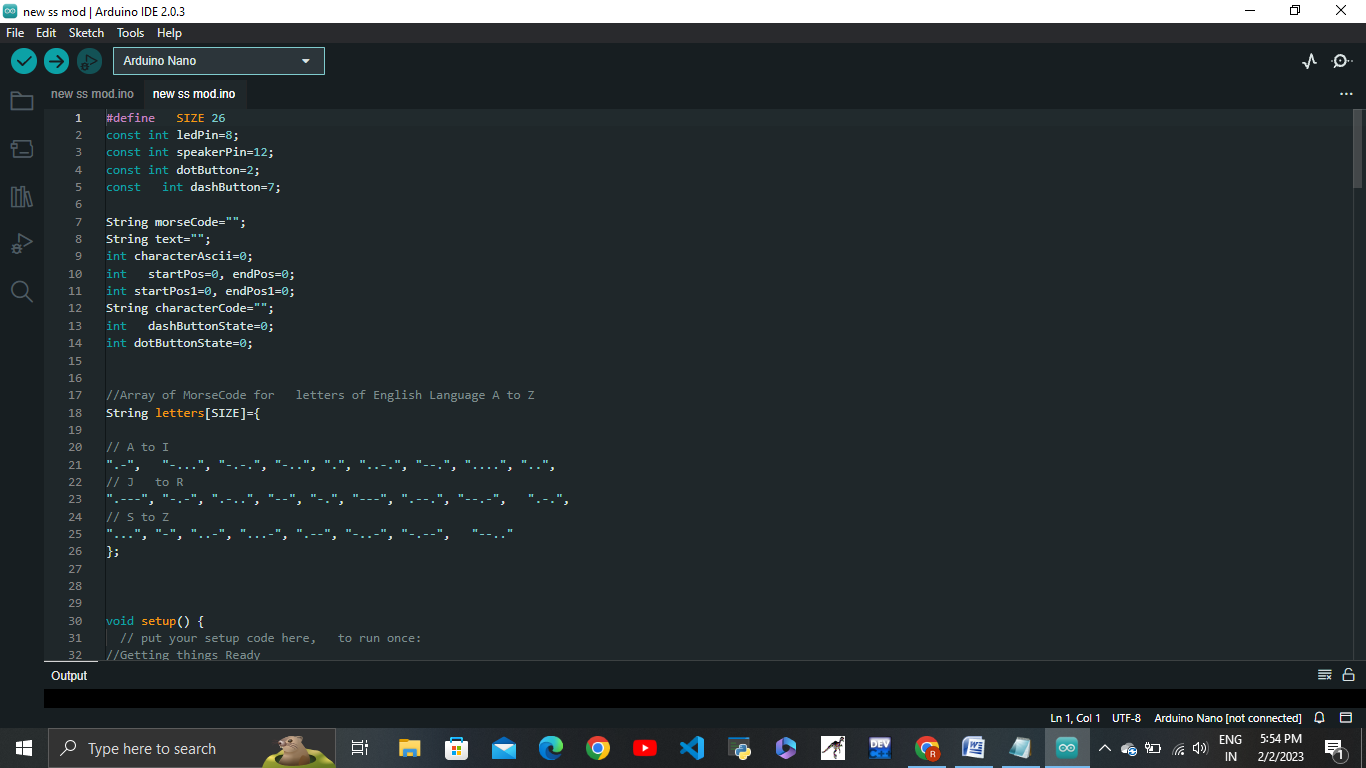 new ss mod | Arduino IDE 2.0.3
File Edit Sketch Tools Help
Arduino Nano
new ss mod.ino new ss mod.ino
1 #define   SIZE 26
2 const int ledPin=8;
3 const int speakerPin=12;
4 const int dotButton=2;
5 const   int dashButton=7;
6
7 String morseCode="";
8 String text="";
9 int characterAscii=0;
10 int   startPos=0, endPos=0;
11 int startPos1=0, endPos1=0;
12 String characterCode="";
13 int   dashButtonState=0;
14 int dotButtonState=0;
15
16
17 //Array of MorseCode for   letters of English Language A to Z
18 String letters[SIZE]={
19
20 // A to I
21 ".-",   "-...", "-.-.", "-..", ".", "..-.", "--.", "....", "..",
22 // J   to R
23 ".---", "-.-", ".-..", "--", "-.", "---", ".--.", "--.-",   ".-.",
24 // S to Z
25 "...", "-", "..-", "...-", ".--", "-..-", "-.--",   "--.."
26 };
27
28
29
30 void setup() {
31   // put your setup code here,   to run once:
32 //Getting things Ready
Output
Ln 1, Col 1 UTF-8 Arduino Nano [not connected]
Type here to search
DEV
ENG
IN
5:54 PM
2/2/2023
1